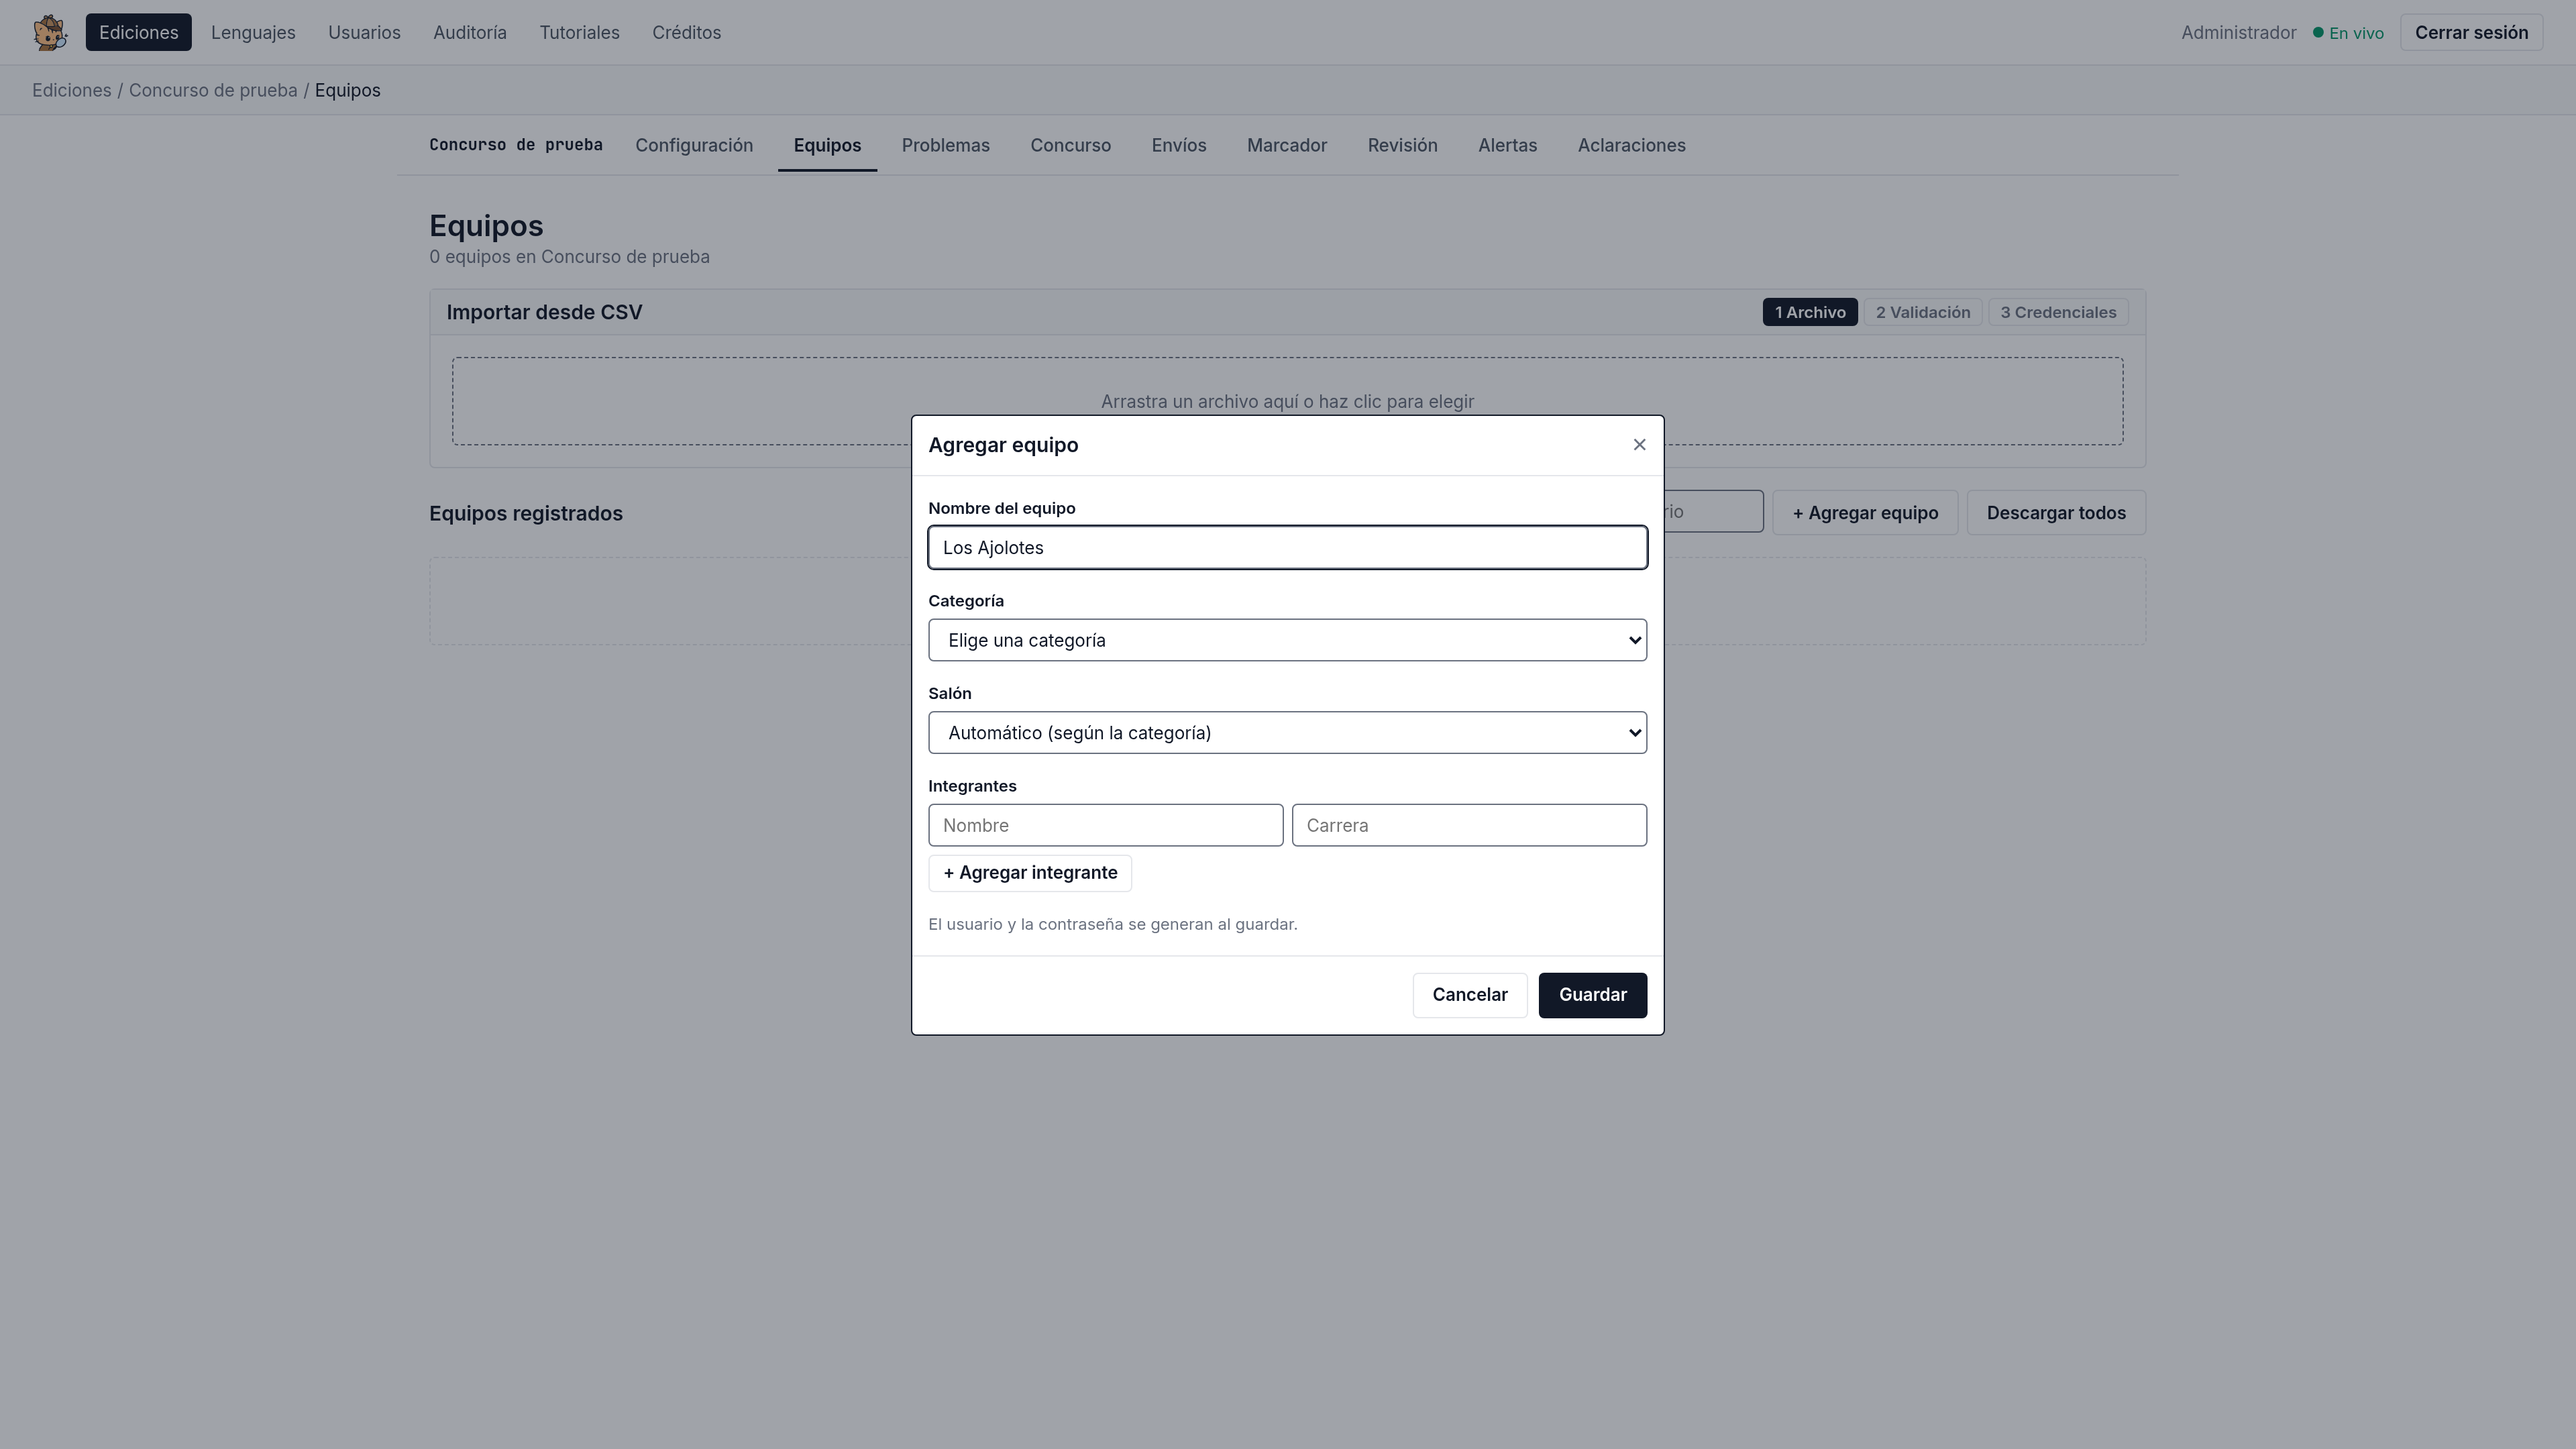 Ediciones Lenguajes Usuarios Auditoría Tutoriales Créditos Administrador En vivo Cerrar sesión
Ediciones / Concurso de prueba / Equipos
Concurso de prueba Configuración Equipos Problemas Concurso Envíos Marcador Revisión Alertas Aclaraciones
Equipos
0 equipos en Concurso de prueba
Importar desde CSV 1 Archivo 2 Validación 3 Credenciales
Arrastra un archivo aquí o haz clic para elegir
Equipos registrados + Agregar equipo Descargar todos
Agregar equipo
Nombre del equipo
Los Ajolotes
Categoría
Elige una categoría
Salón
Automático (según la categoría)
Integrantes
Nombre Carrera
+ Agregar integrante
El usuario y la contraseña se generan al guardar.
Cancelar Guardar